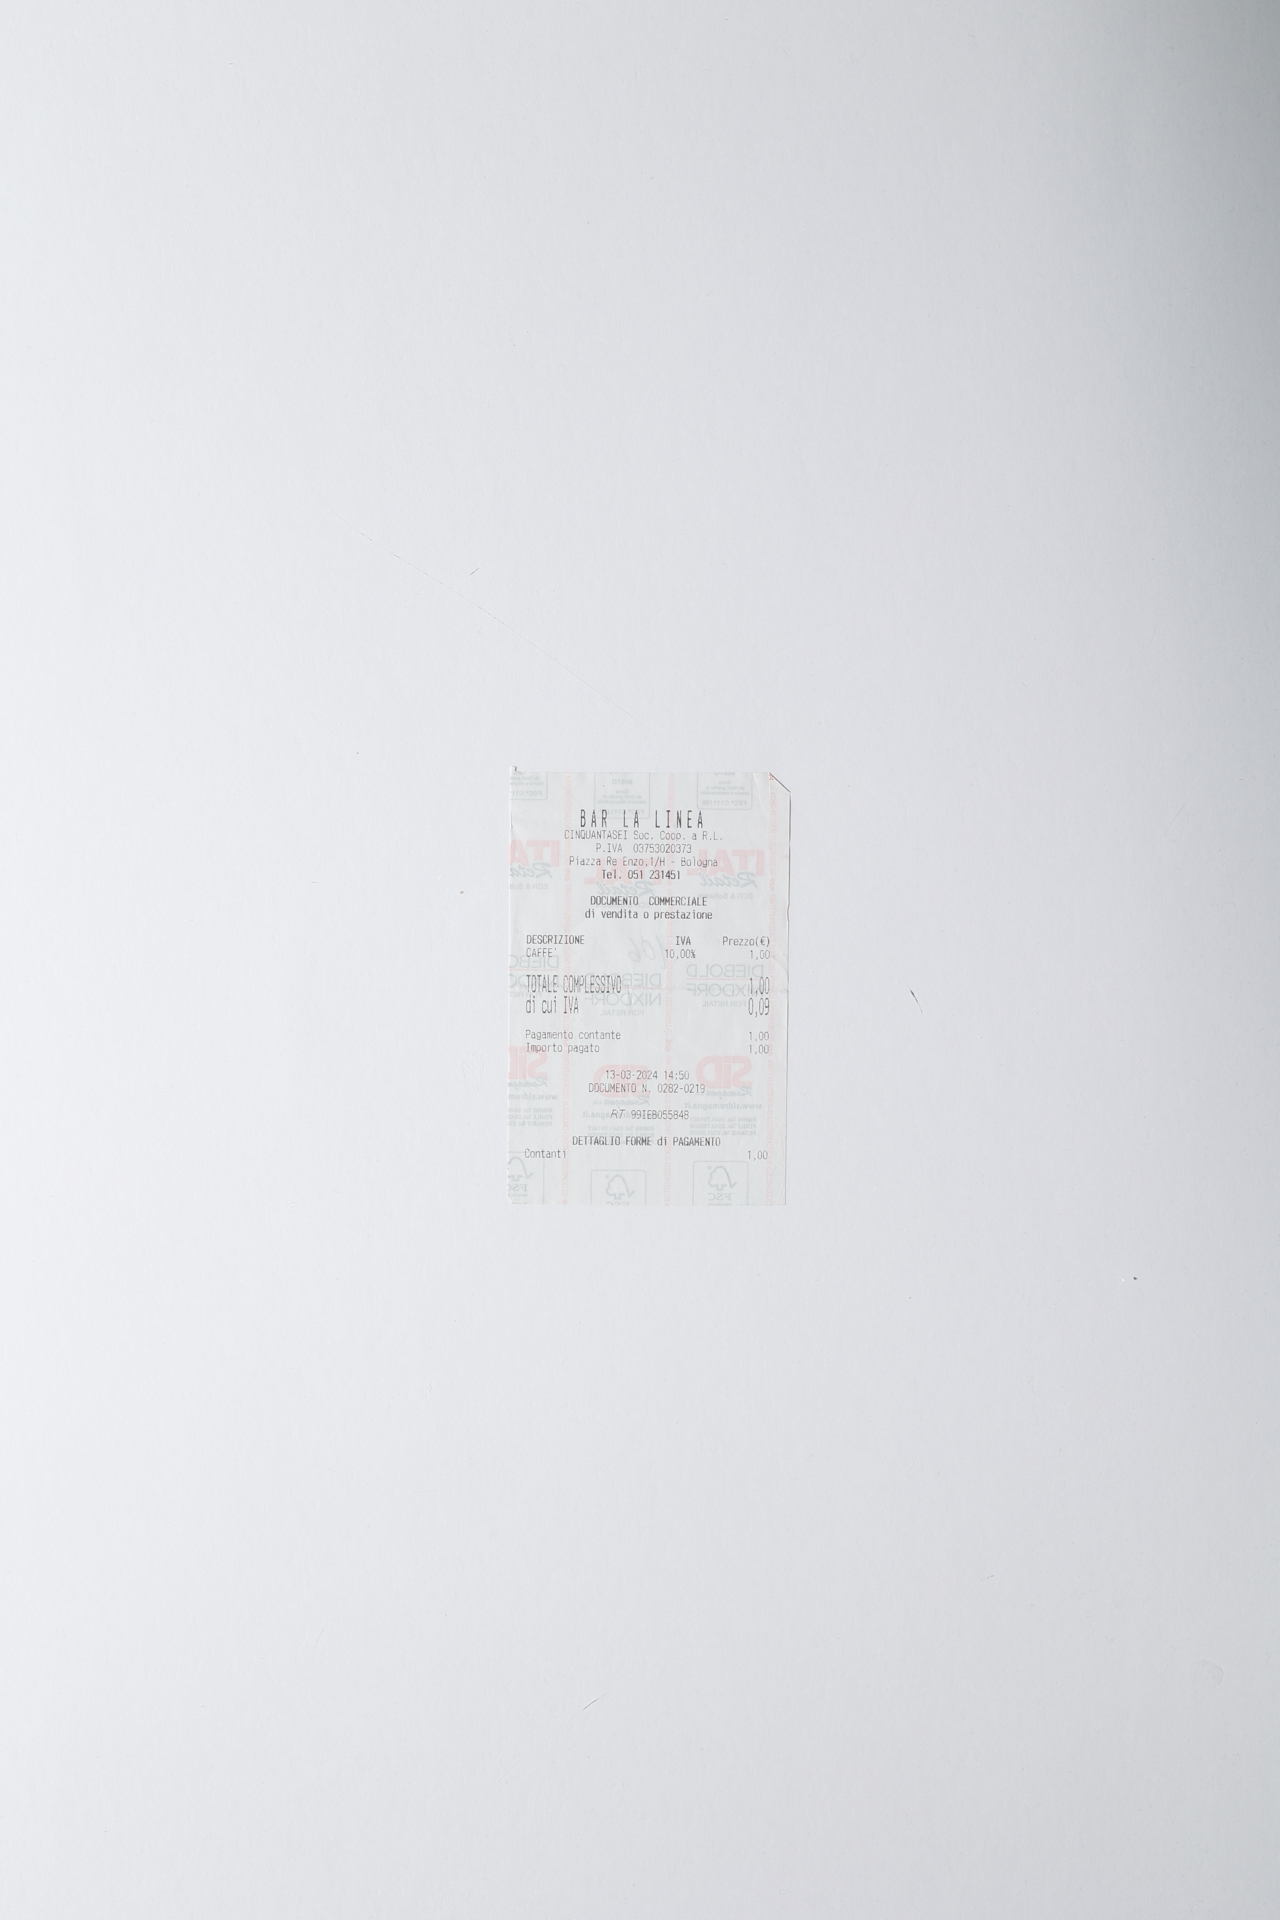 BAR LA LINEA
CINQUANTASEI Soc. Coop. a R.L.
P.IVA 03753020373
Piazza Re Enzo,1/H - Bologna
Tel. 051 231451
DOCUMENTO COMMERCIALE
di vendita o prestazione
DESCRIZIONE IVA Prezzo(€)
CAFFE' 10,00% 1,00
TOTALE COMPLESSIVO 1,00
di cui IVA 0,09
Pagamento contante 1,00
Importo pagato 1,00
13-03-2024 14:50
DOCUMENTO N. 0282-0219
RT 99IEB055848
DETTAGLIO FORME di PAGAMENTO
Contanti 1,00